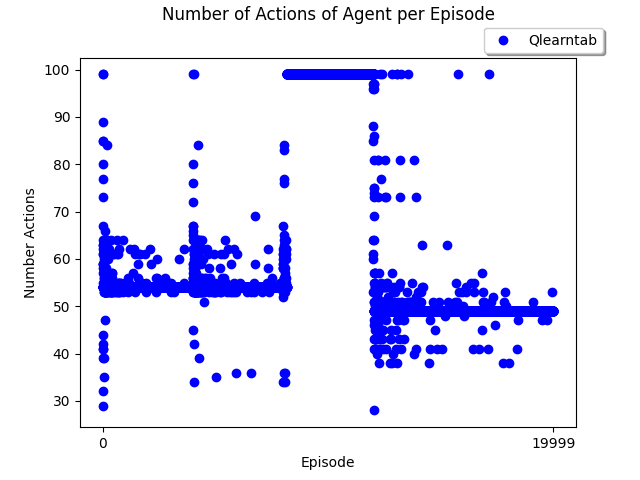 Number of Actions of Agent per Episode
Qlearntab
100
90
80
70
60
50
40
30
Number Actions
0
19999
Episode